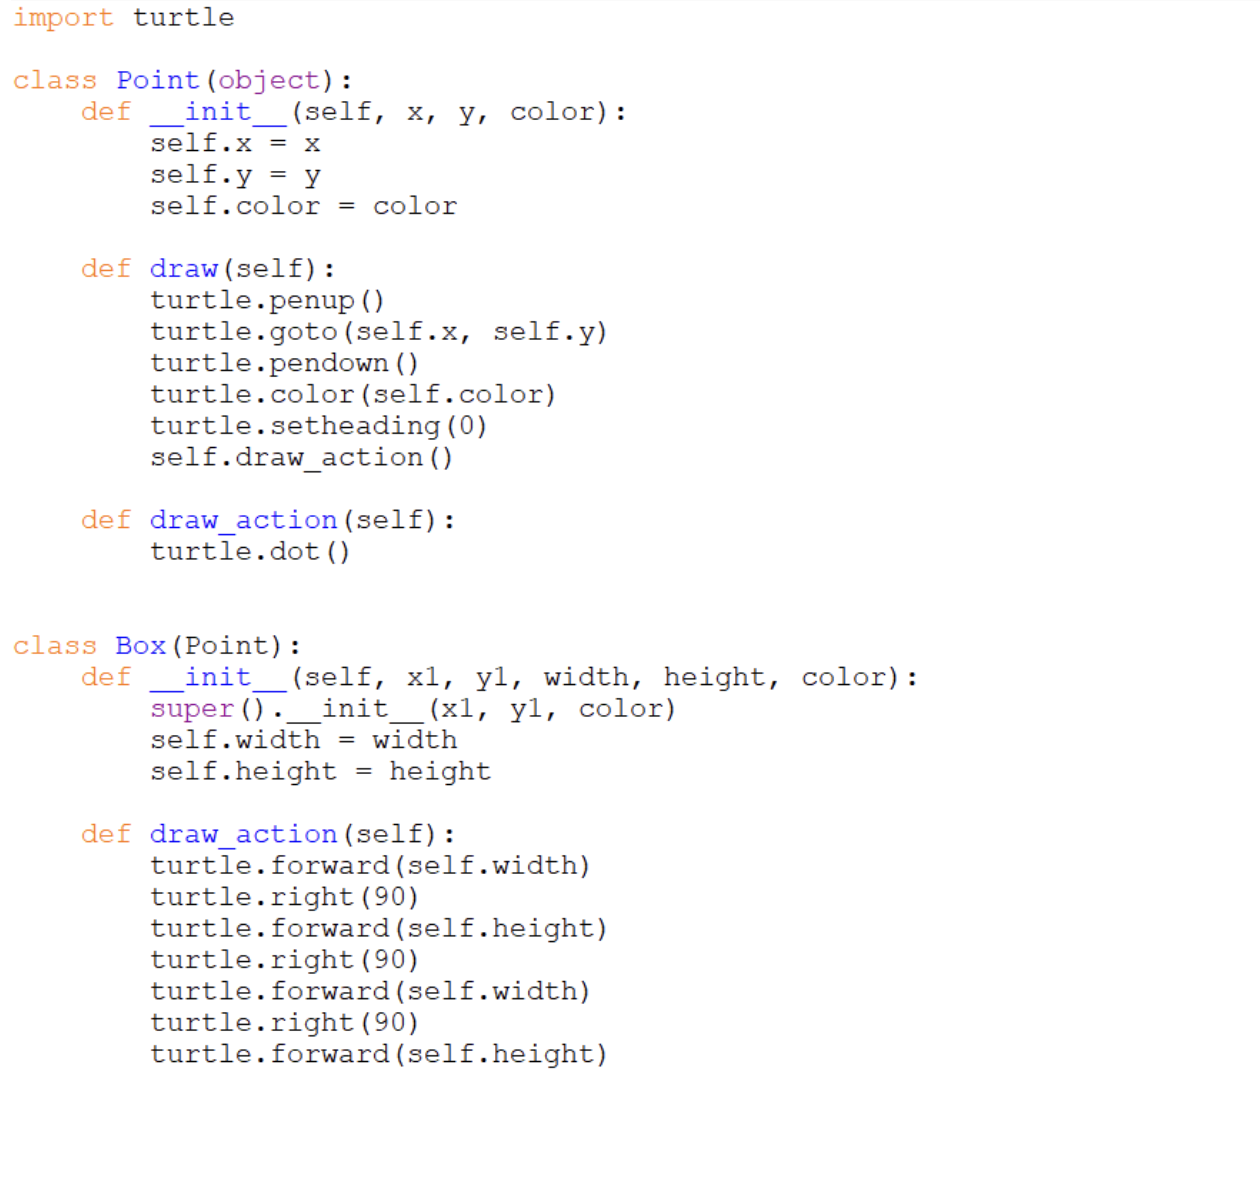 import turtle

class Point(object):
    def __init__(self, x, y, color):
        self.x = x
        self.y = y
        self.color = color

    def draw(self):
        turtle.penup()
        turtle.goto(self.x, self.y)
        turtle.pendown()
        turtle.color(self.color)
        turtle.setheading(0)
        self.draw_action()

    def draw_action(self):
        turtle.dot()


class Box(Point):
    def __init__(self, x1, y1, width, height, color):
        super().__init__(x1, y1, color)
        self.width = width
        self.height = height

    def draw_action(self):
        turtle.forward(self.width)
        turtle.right(90)
        turtle.forward(self.height)
        turtle.right(90)
        turtle.forward(self.width)
        turtle.right(90)
        turtle.forward(self.height)